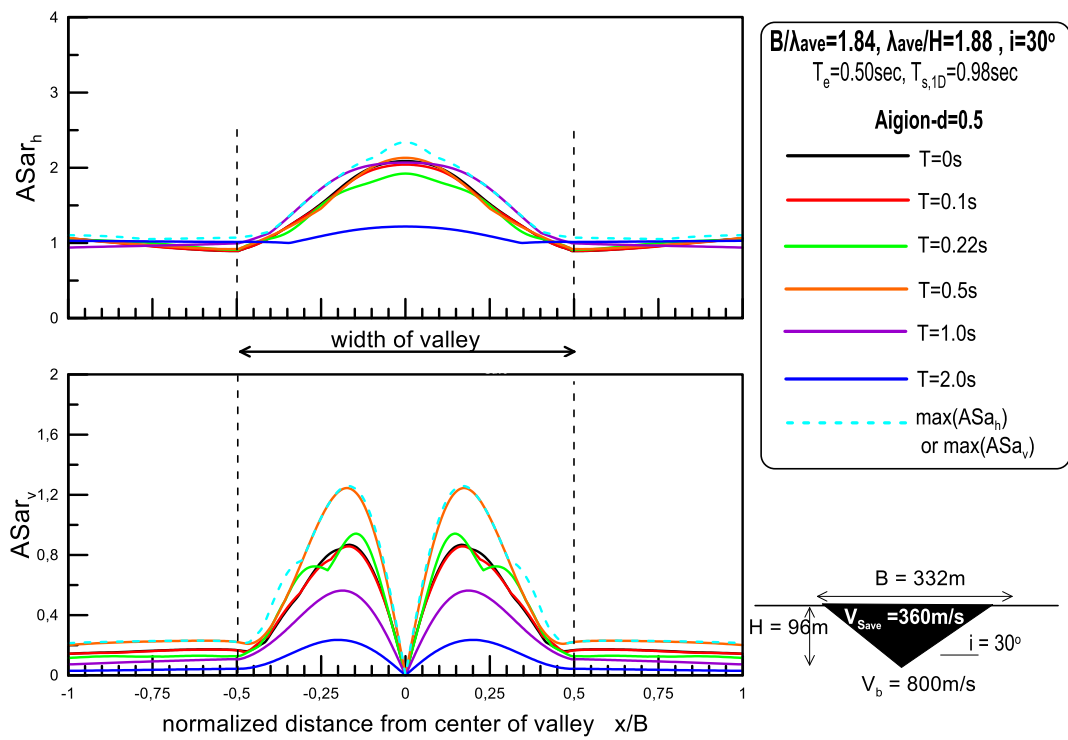 4
3
2
1
0
ASar_h
width of valley
2
1,6
1,2
0,8
0,4
0
ASar_v
-1
-0,75
-0,5
-0,25
0
0,25
0,5
0,75
1
normalized distance from center of valley x/B
B/λave=1.84, λave/H=1.88 , i=30°
T_e=0.50sec, T_s,1D=0.98sec
Aigion-d=0.5
T=0s
T=0.1s
T=0.22s
T=0.5s
T=1.0s
T=2.0s
max(ASa_h)
or max(ASa_v)
B = 332m
V_Save =360m/s
H = 96m
i = 30°
V_b = 800m/s